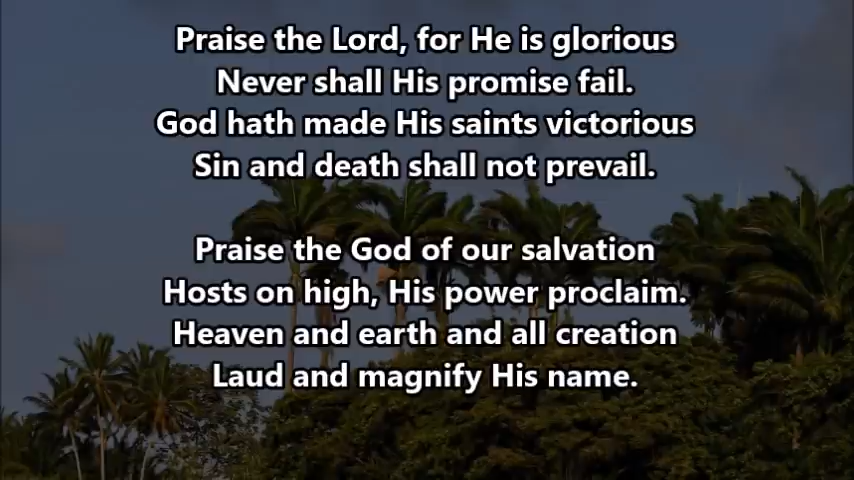 Praise the Lord, for He is glorious
Never shall His promise fail.
God hath made His saints victorious
Sin and death shall not prevail.
Praise the God of our salvation
Hosts on high, His power proclaim.
Heaven and earth and all creation
Laud and magnify His name.